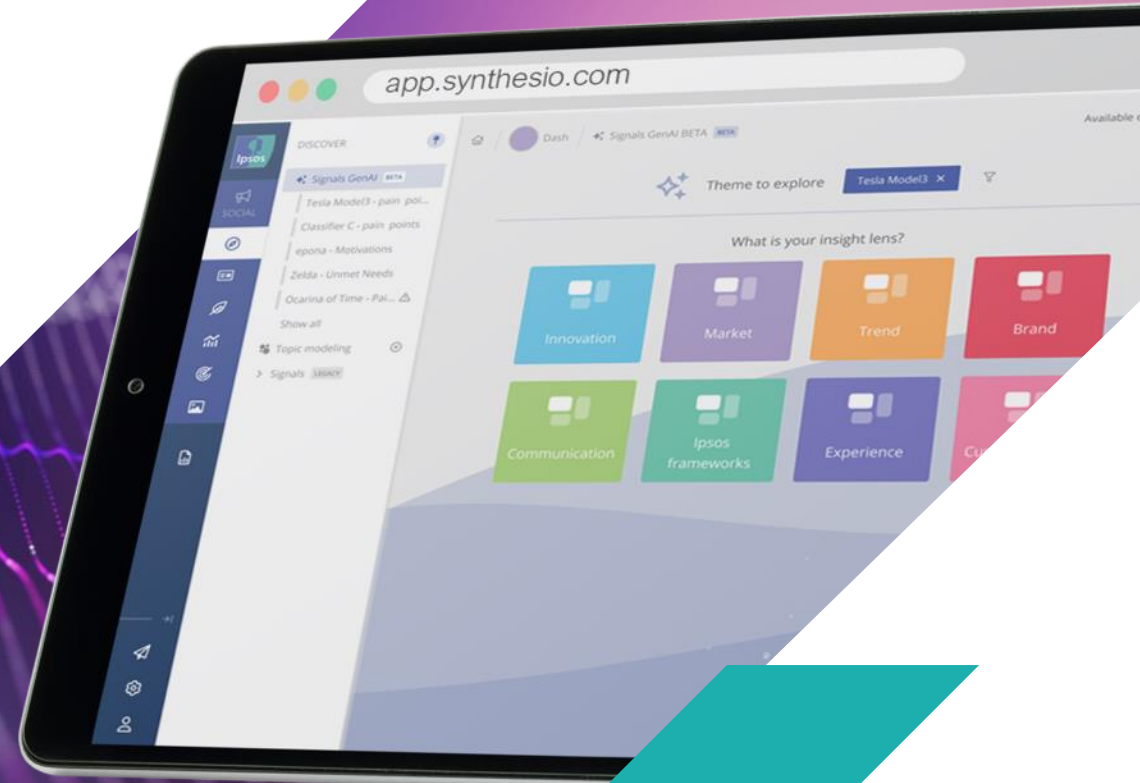 app.synthesio.com
Ipsos
SOCIAL
DISCOVER
Signals GenAI BETA
Tesla Model3 - pain poi...
Classifier C - pain points
epona - Motivations
Zelda - Unmet Needs
Ocarina of Time - Pai...
Show all
Topic modeling
Signals LEGACY
Dash
Signals GenAI BETA BETA
Available
Theme to explore
Tesla Model3
What is your insight lens?
Innovation
Market
Trend
Brand
Communication
Ipsos
frameworks
Experience